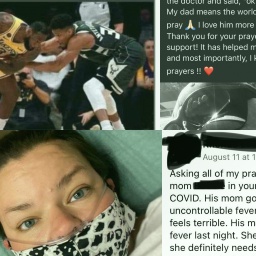 the doctor and said, "ok
My dad means the world
pray 🙏 I love him more
Thank you for your praye
support! It has helped m
and most importantly, I k
prayers !! ❤️
August 11 at 1
Asking all of my pra
mom in your
COVID. His mom go
uncontrollable fever
feels terrible. His m
fever last night. She
she definitely needs